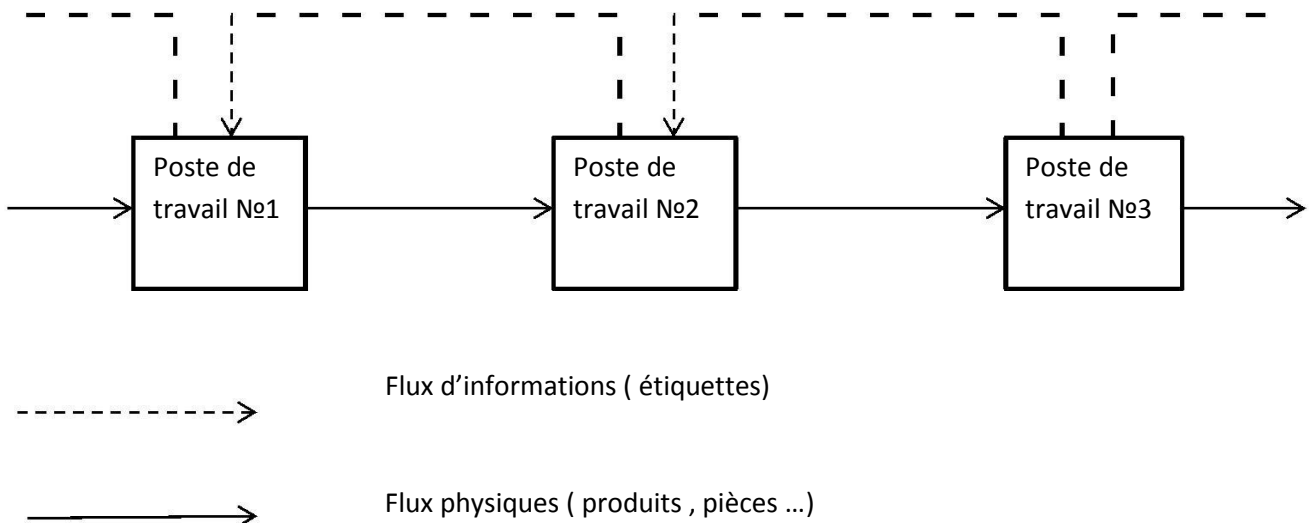 Poste de
travail №1
Poste de
travail №2
Poste de
travail №3
Flux d’informations ( étiquettes)
Flux physiques ( produits , pièces ...)